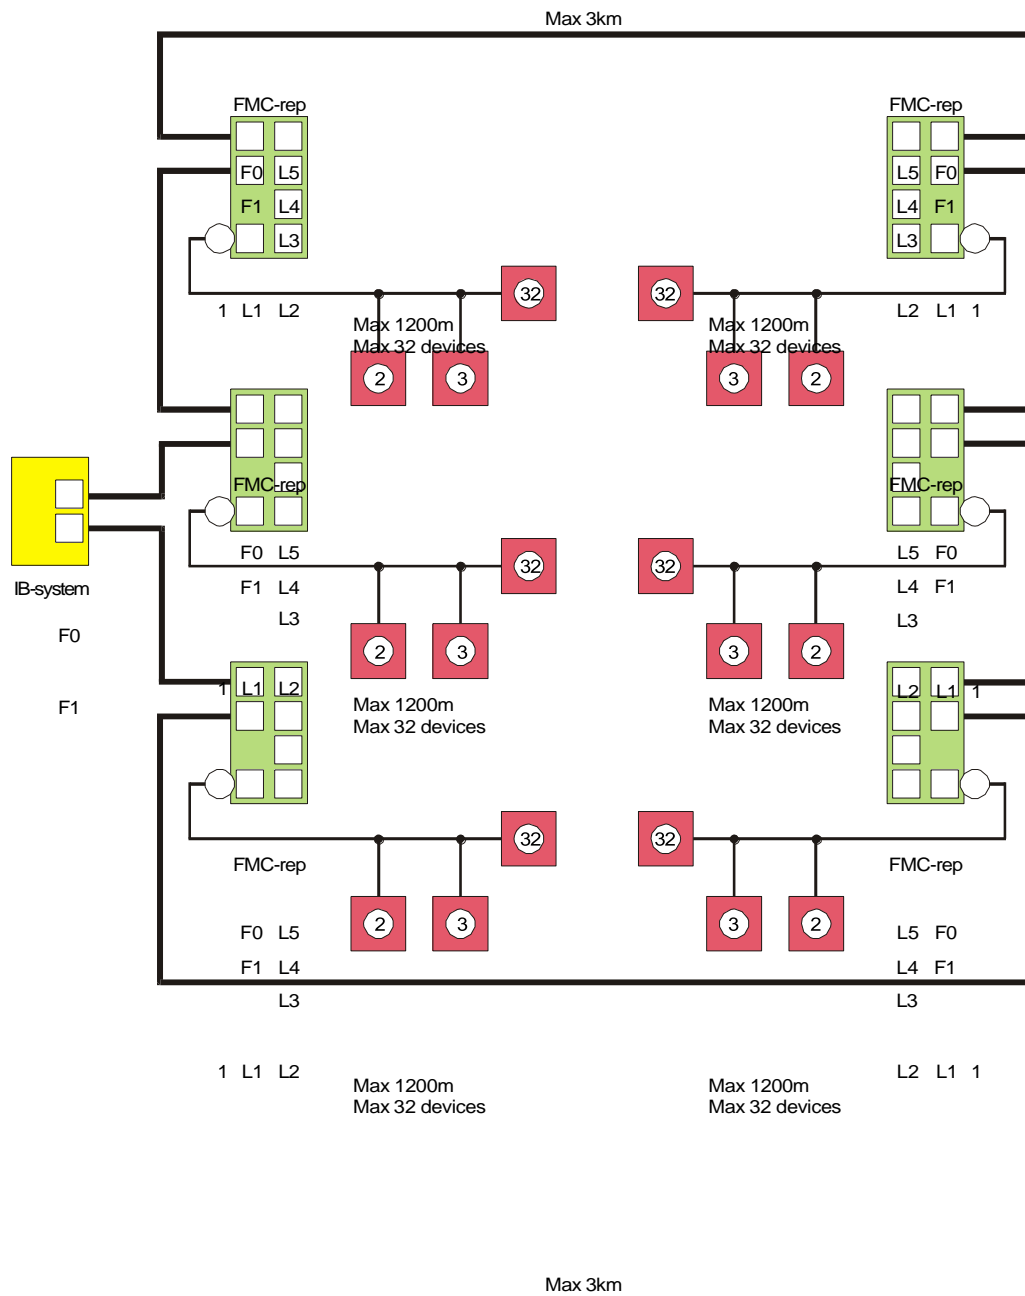 Max 3km
FMC-rep FMC-rep
F0 L5 L5 F0
F1 L4 L4 F1
L3 L3
32 32
1 L1 L2 L2 L1 1
Max 1200m Max 1200m
Max 32 devices Max 32 devices
2 3 3 2
FMC-rep FMC-rep
F0 L5 L5 F0
32 32
IB-system F1 L4 L4 F1
L3 L3
F0
2 3 3 2
1 L1 L2 L2 L1 1
F1 Max 1200m Max 1200m
Max 32 devices Max 32 devices
32 32
FMC-rep FMC-rep
2 3 3 2
F0 L5 L5 F0
F1 L4 L4 F1
L3 L3
1 L1 L2 L2 L1 1
Max 1200m Max 1200m
Max 32 devices Max 32 devices
Max 3km